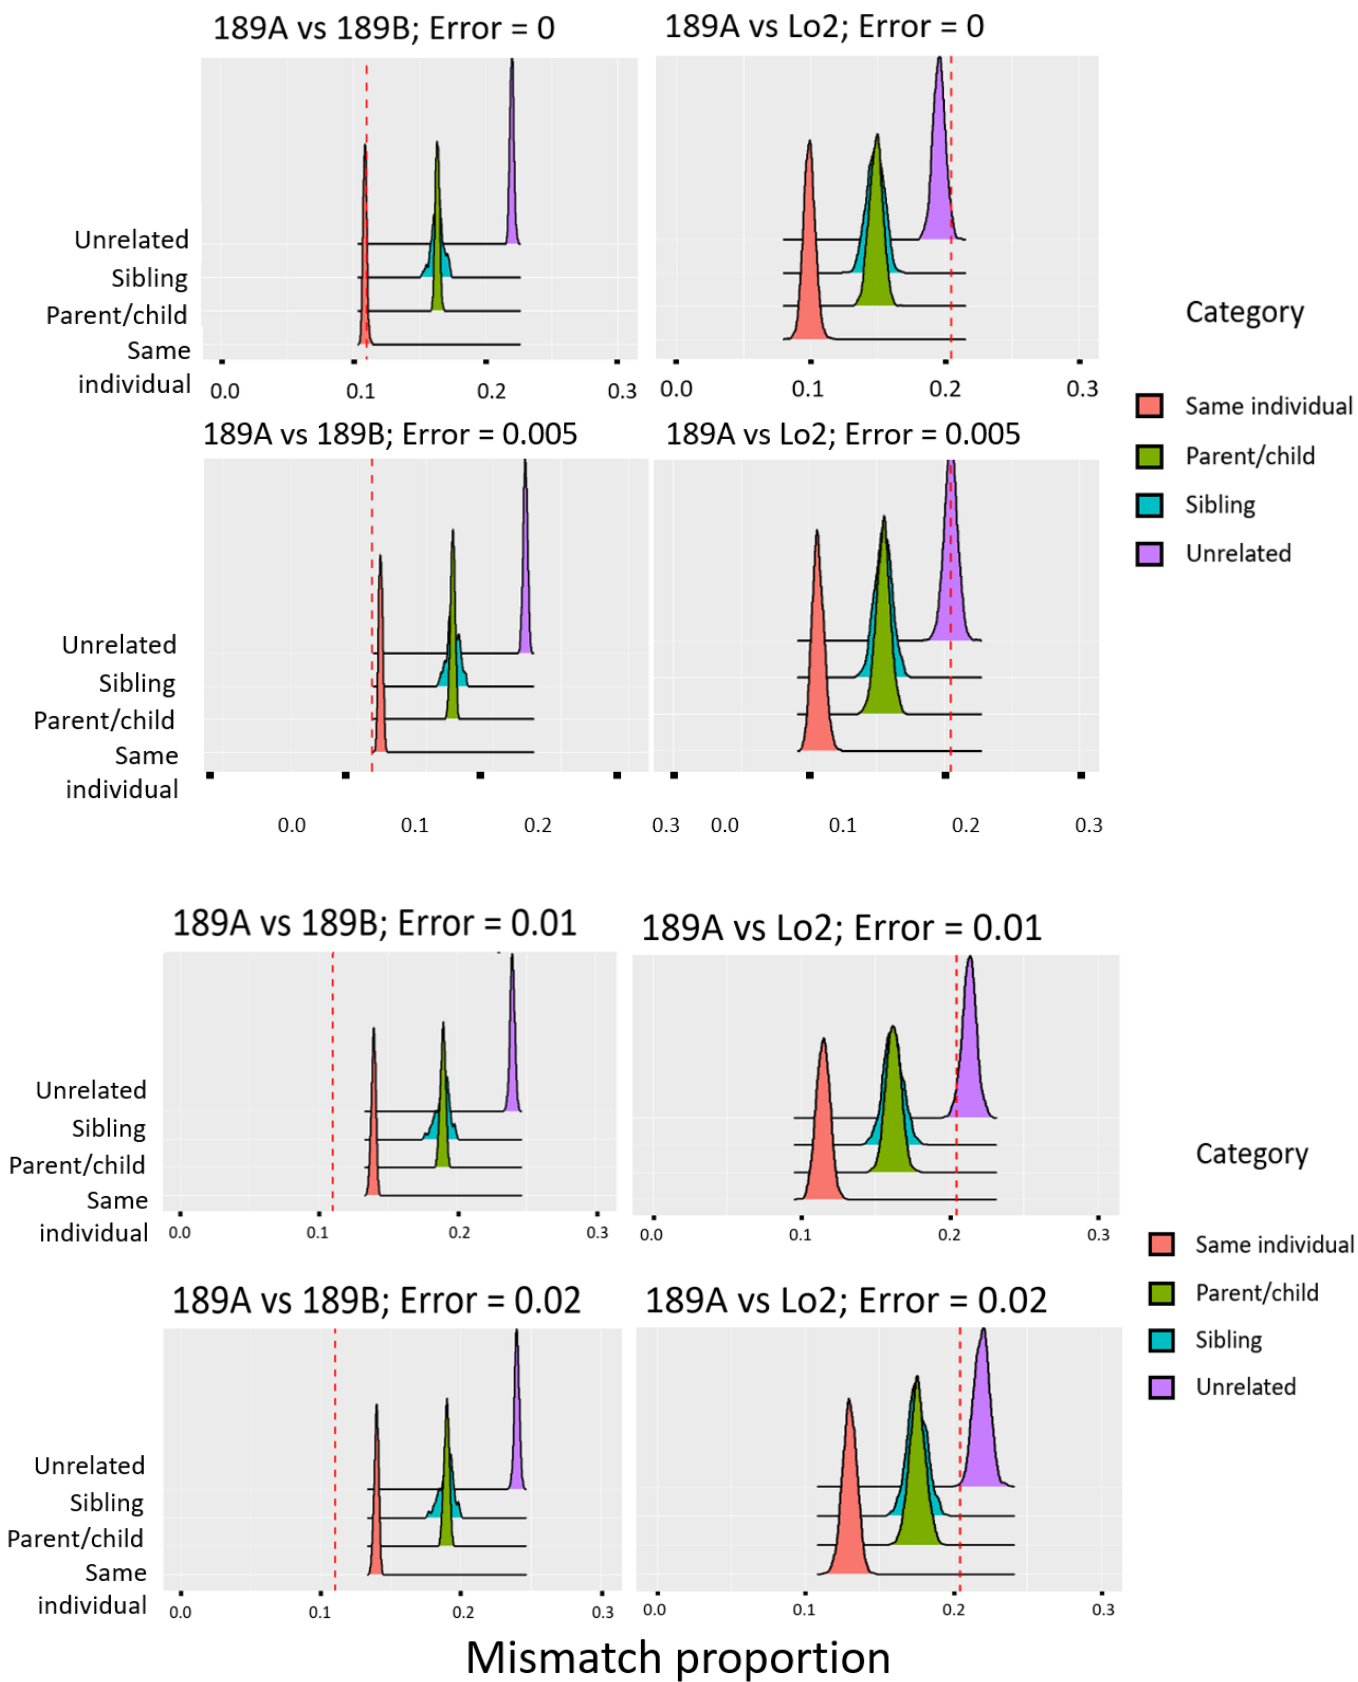 189A vs 189B; Error = 0
189A vs Lo2; Error = 0
Unrelated
Sibling
Parent/child
Same
individual
0.0 0.1 0.2 0.3
0.0 0.1 0.2 0.3
Category
Same individual
Parent/child
Sibling
Unrelated
189A vs 189B; Error = 0.005
189A vs Lo2; Error = 0.005
Unrelated
Sibling
Parent/child
Same
individual
0.0 0.1 0.2 0.3
0.0 0.1 0.2 0.3
189A vs 189B; Error = 0.01
189A vs Lo2; Error = 0.01
Unrelated
Sibling
Parent/child
Same
individual
0.0 0.1 0.2 0.3
0.0 0.1 0.2 0.3
Category
Same individual
Parent/child
Sibling
Unrelated
189A vs 189B; Error = 0.02
189A vs Lo2; Error = 0.02
Unrelated
Sibling
Parent/child
Same
individual
0.0 0.1 0.2 0.3
0.0 0.1 0.2 0.3
Mismatch proportion